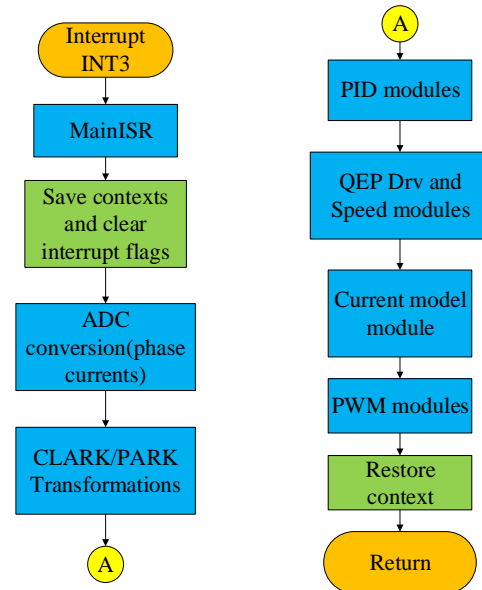 Interrupt
INT3
MainISR
Save contexts
and clear
interrupt flags
ADC
conversion(phase
currents)
CLARK/PARK
Transformations
A
A
PID modules
QEP Drv and
Speed modules
Current model
module
PWM modules
Restore
context
Return